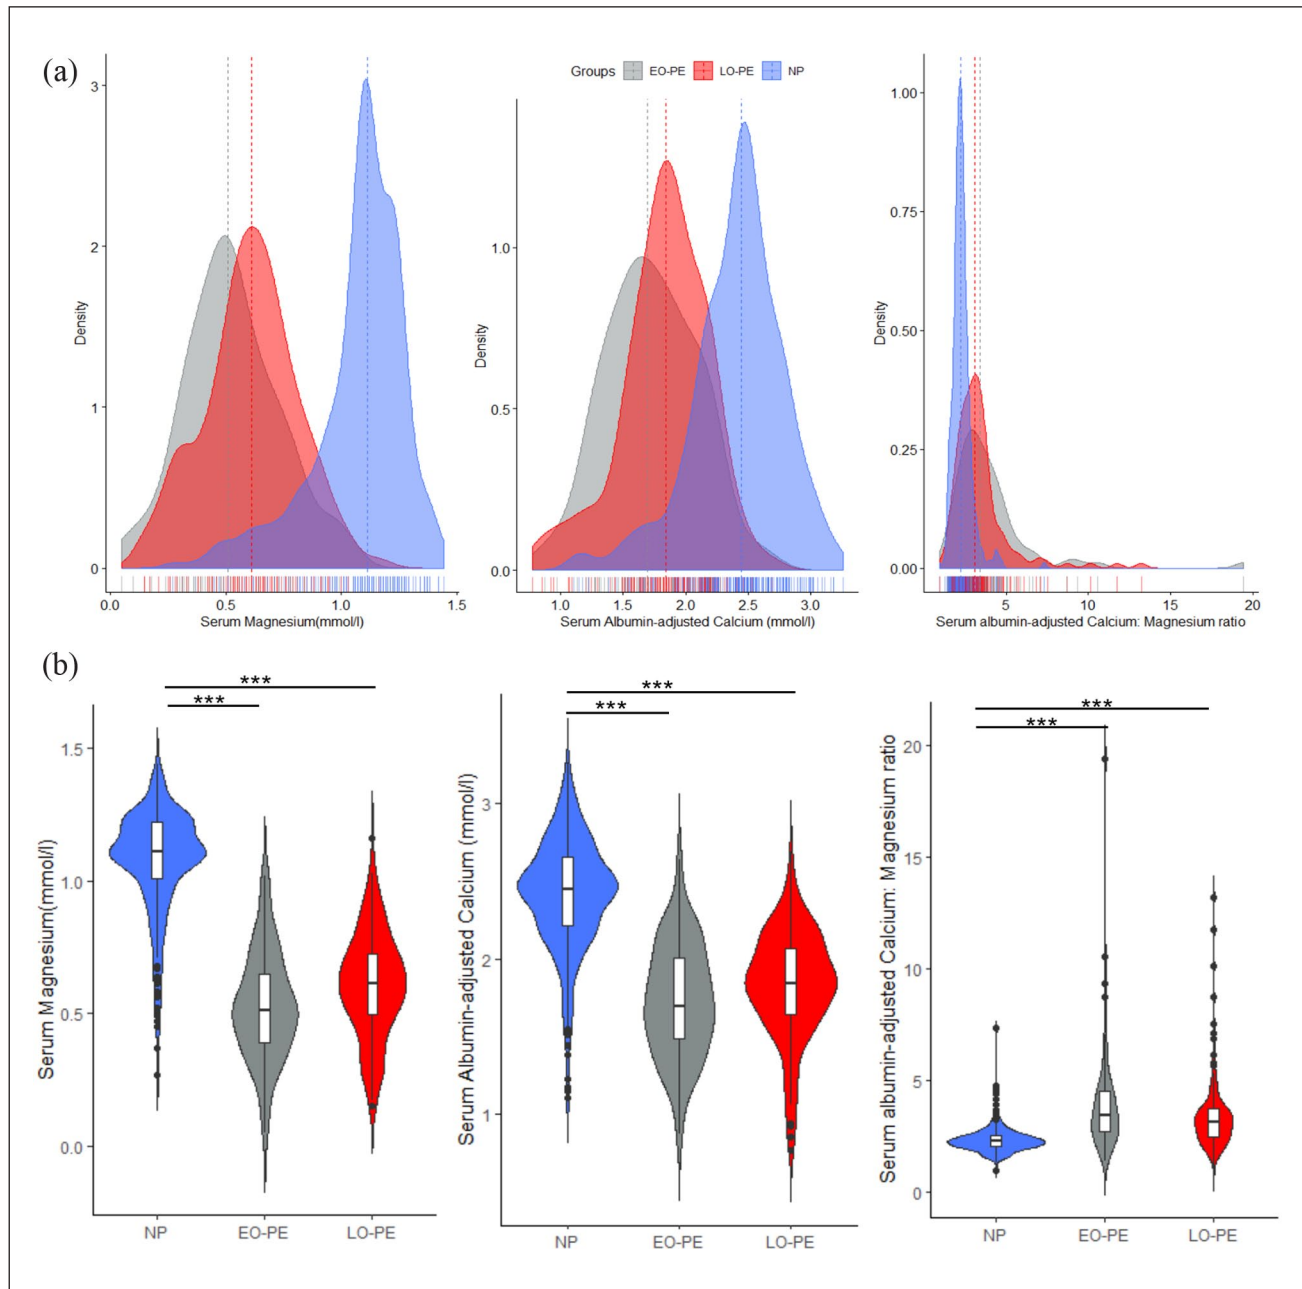 (a)
Groups EO-PE LO-PE NP
Density
3
2
1
0
0.0 0.5 1.0 1.5
Serum Magnesium(mmol/l)
Density
1.0
0.5
0.0
1.0 1.5 2.0 2.5 3.0
Serum Albumin-adjusted Calcium (mmol/l)
Density
1.00
0.75
0.50
0.25
0.00
5 10 15 20
Serum albumin-adjusted Calcium: Magnesium ratio
(b)
***
***
Serum Magnesium(mmol/l)
1.5
1.0
0.5
0.0
NP EO-PE LO-PE
***
***
Serum Albumin-adjusted Calcium (mmol/l)
3
2
1
NP EO-PE LO-PE
***
***
Serum albumin-adjusted Calcium: Magnesium ratio
20
15
10
5
0
NP EO-PE LO-PE